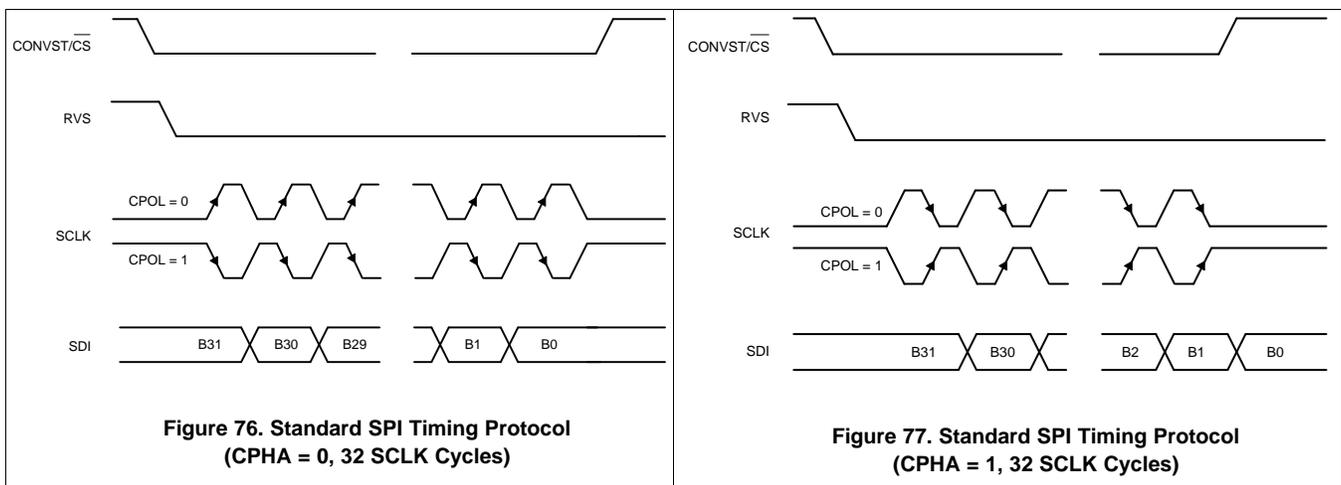 CONVST/CS
RVS
CPOL = 0
SCLK
CPOL = 1
SDI
B31 B30 B29 B1 B0
Figure 76. Standard SPI Timing Protocol
(CPHA = 0, 32 SCLK Cycles)
CONVST/CS
RVS
CPOL = 0
SCLK
CPOL = 1
SDI
B31 B30 B2 B1 B0
Figure 77. Standard SPI Timing Protocol
(CPHA = 1, 32 SCLK Cycles)